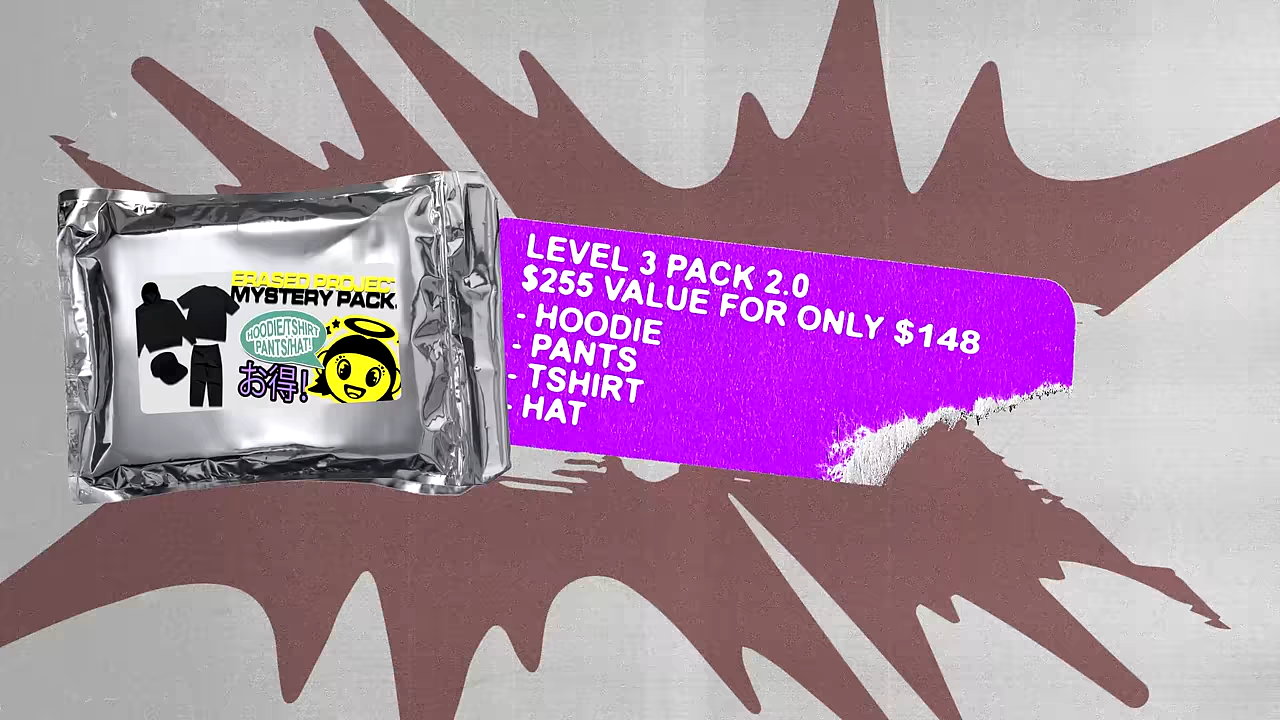 ERASED PROJECT
MYSTERY PACK
HOODIE/TSHIRT
PANTS/HAT!
お得!
LEVEL 3 PACK 2.0
$255 VALUE FOR ONLY $148
- HOODIE
- PANTS
- TSHIRT
- HAT